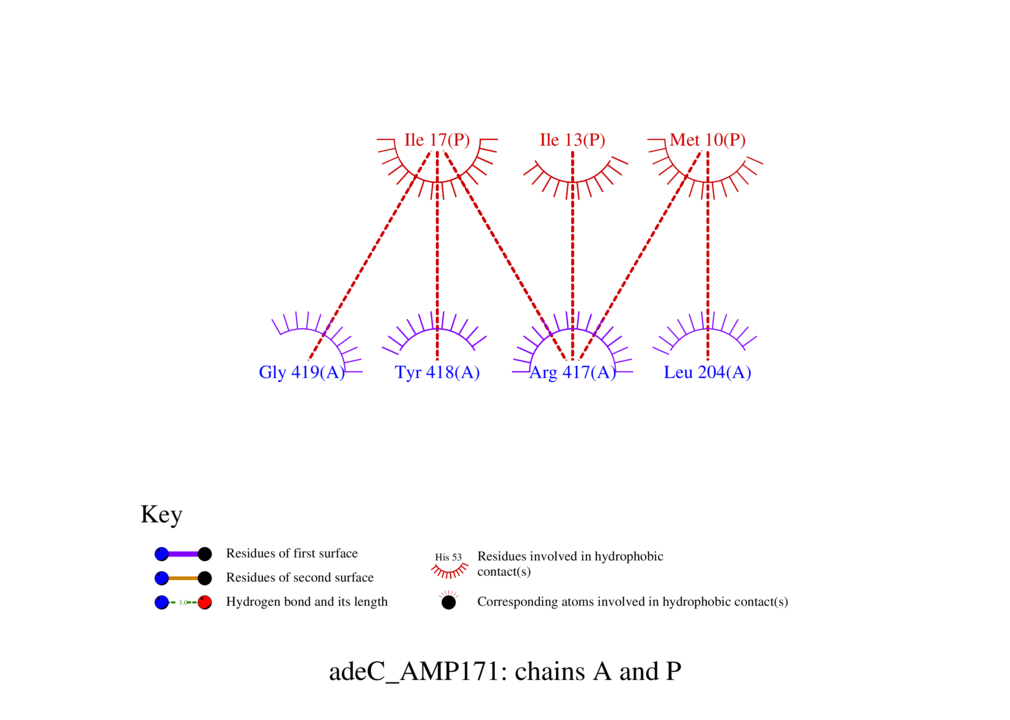 Ile 17(P) Ile 13(P) Met 10(P)
Gly 419(A) Tyr 418(A) Arg 417(A) Leu 204(A)
Key
Residues of first surface
Residues of second surface
3.0
Hydrogen bond and its length
His 53
Residues involved in hydrophobic
contact(s)
Corresponding atoms involved in hydrophobic contact(s)
adeC_AMP171: chains A and P